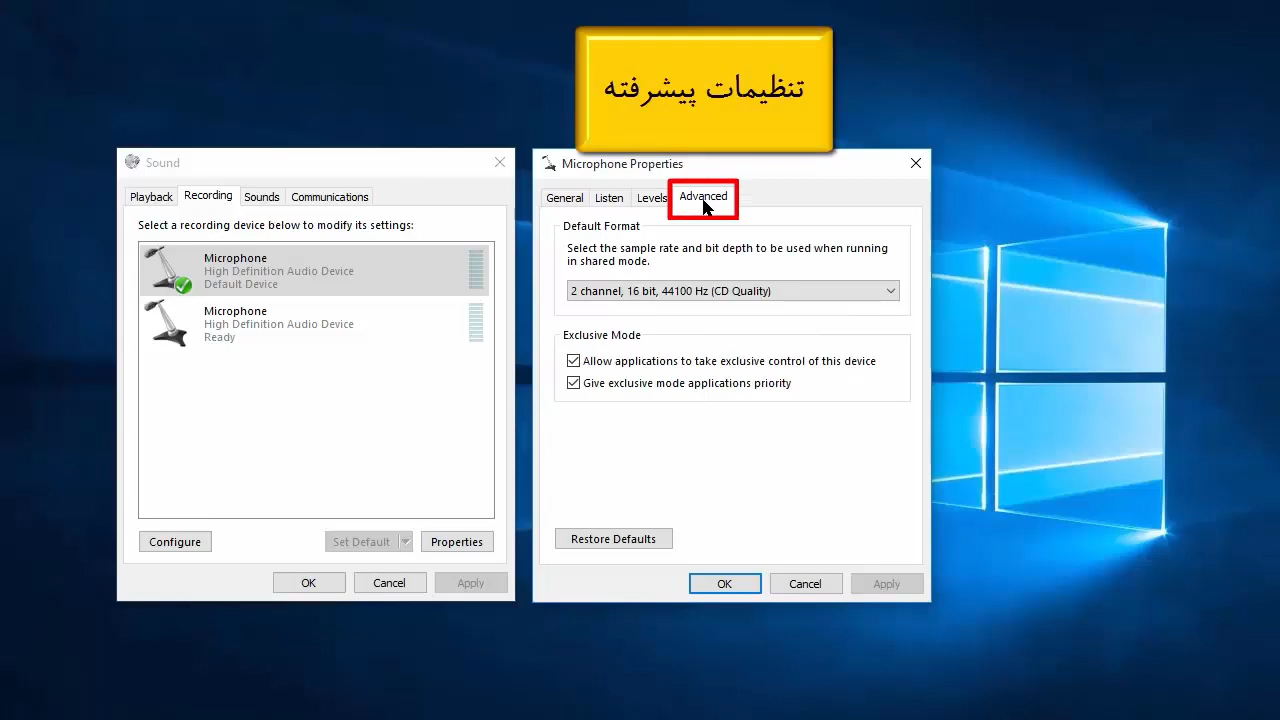 تنظیمات پیشرفته
Sound
Playback Recording Sounds Communications
Select a recording device below to modify its settings:
Microphone
High Definition Audio Device
Default Device
Microphone
High Definition Audio Device
Ready
Configure Set Default Properties
OK Cancel Apply
Microphone Properties
General Listen Levels Advanced
Default Format
Select the sample rate and bit depth to be used when running
in shared mode.
2 channel, 16 bit, 44100 Hz (CD Quality)
Exclusive Mode
Allow applications to take exclusive control of this device
Give exclusive mode applications priority
Restore Defaults
OK Cancel Apply